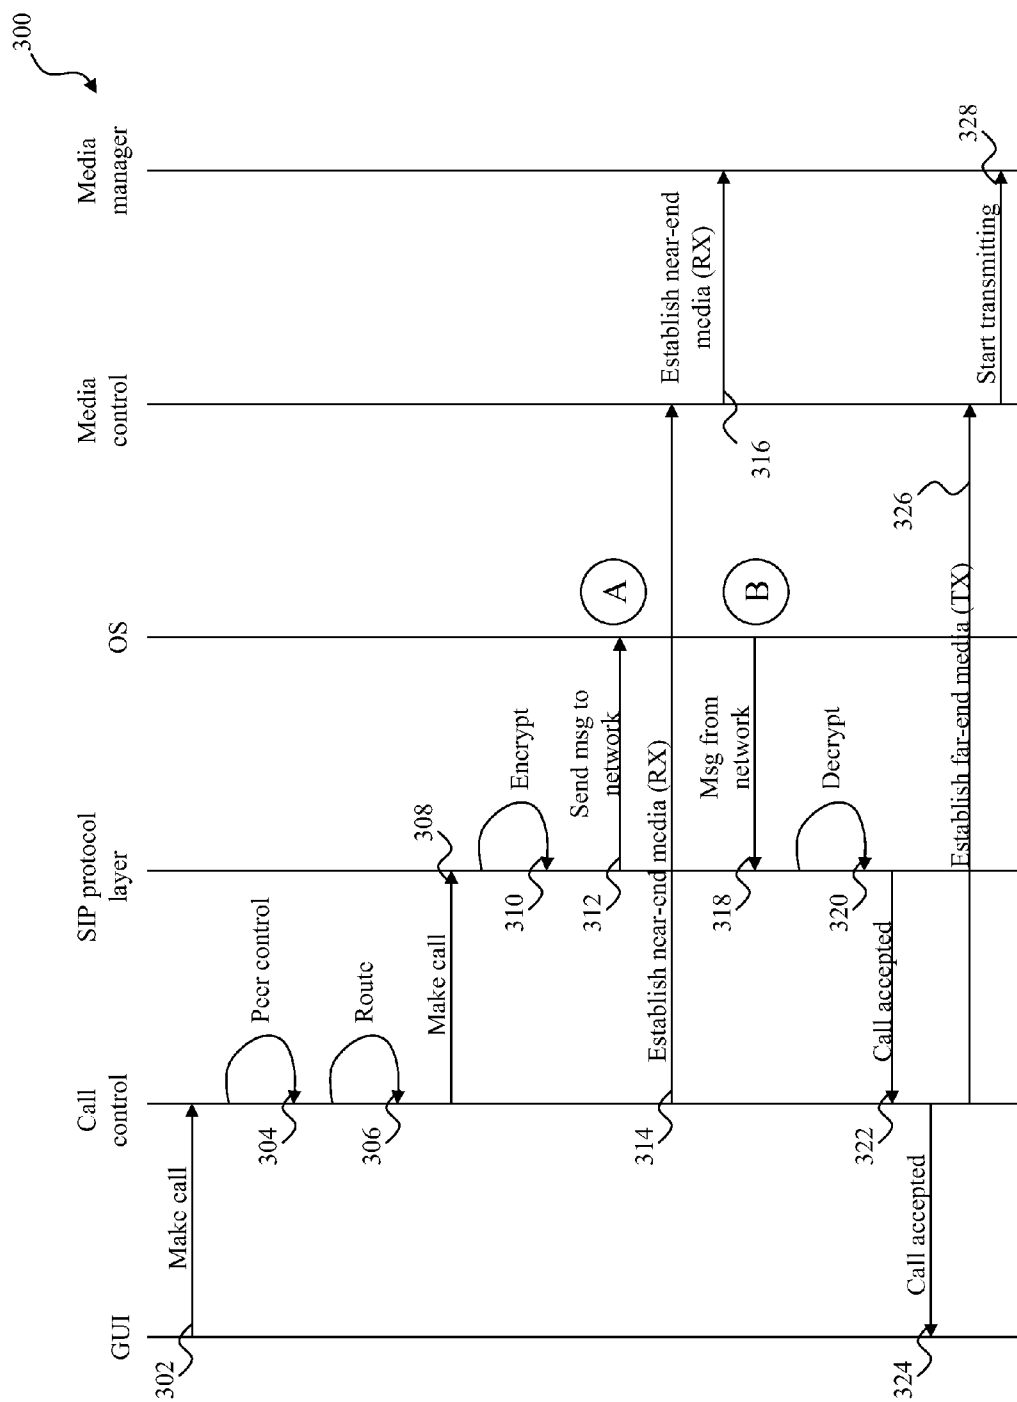 300
GUI
Call
control
SIP protocol
layer
OS
Media
control
Media
manager
302
Make call
304
Peer control
306
Route
Make call
308
310
Encrypt
312
Send msg to
network
A
314
Establish near-end media (RX)
316
Establish near-end
media (RX)
318
Msg from
network
B
320
Decrypt
322
Call accepted
324
Call accepted
326
Establish far-end media (TX)
328
Start transmitting